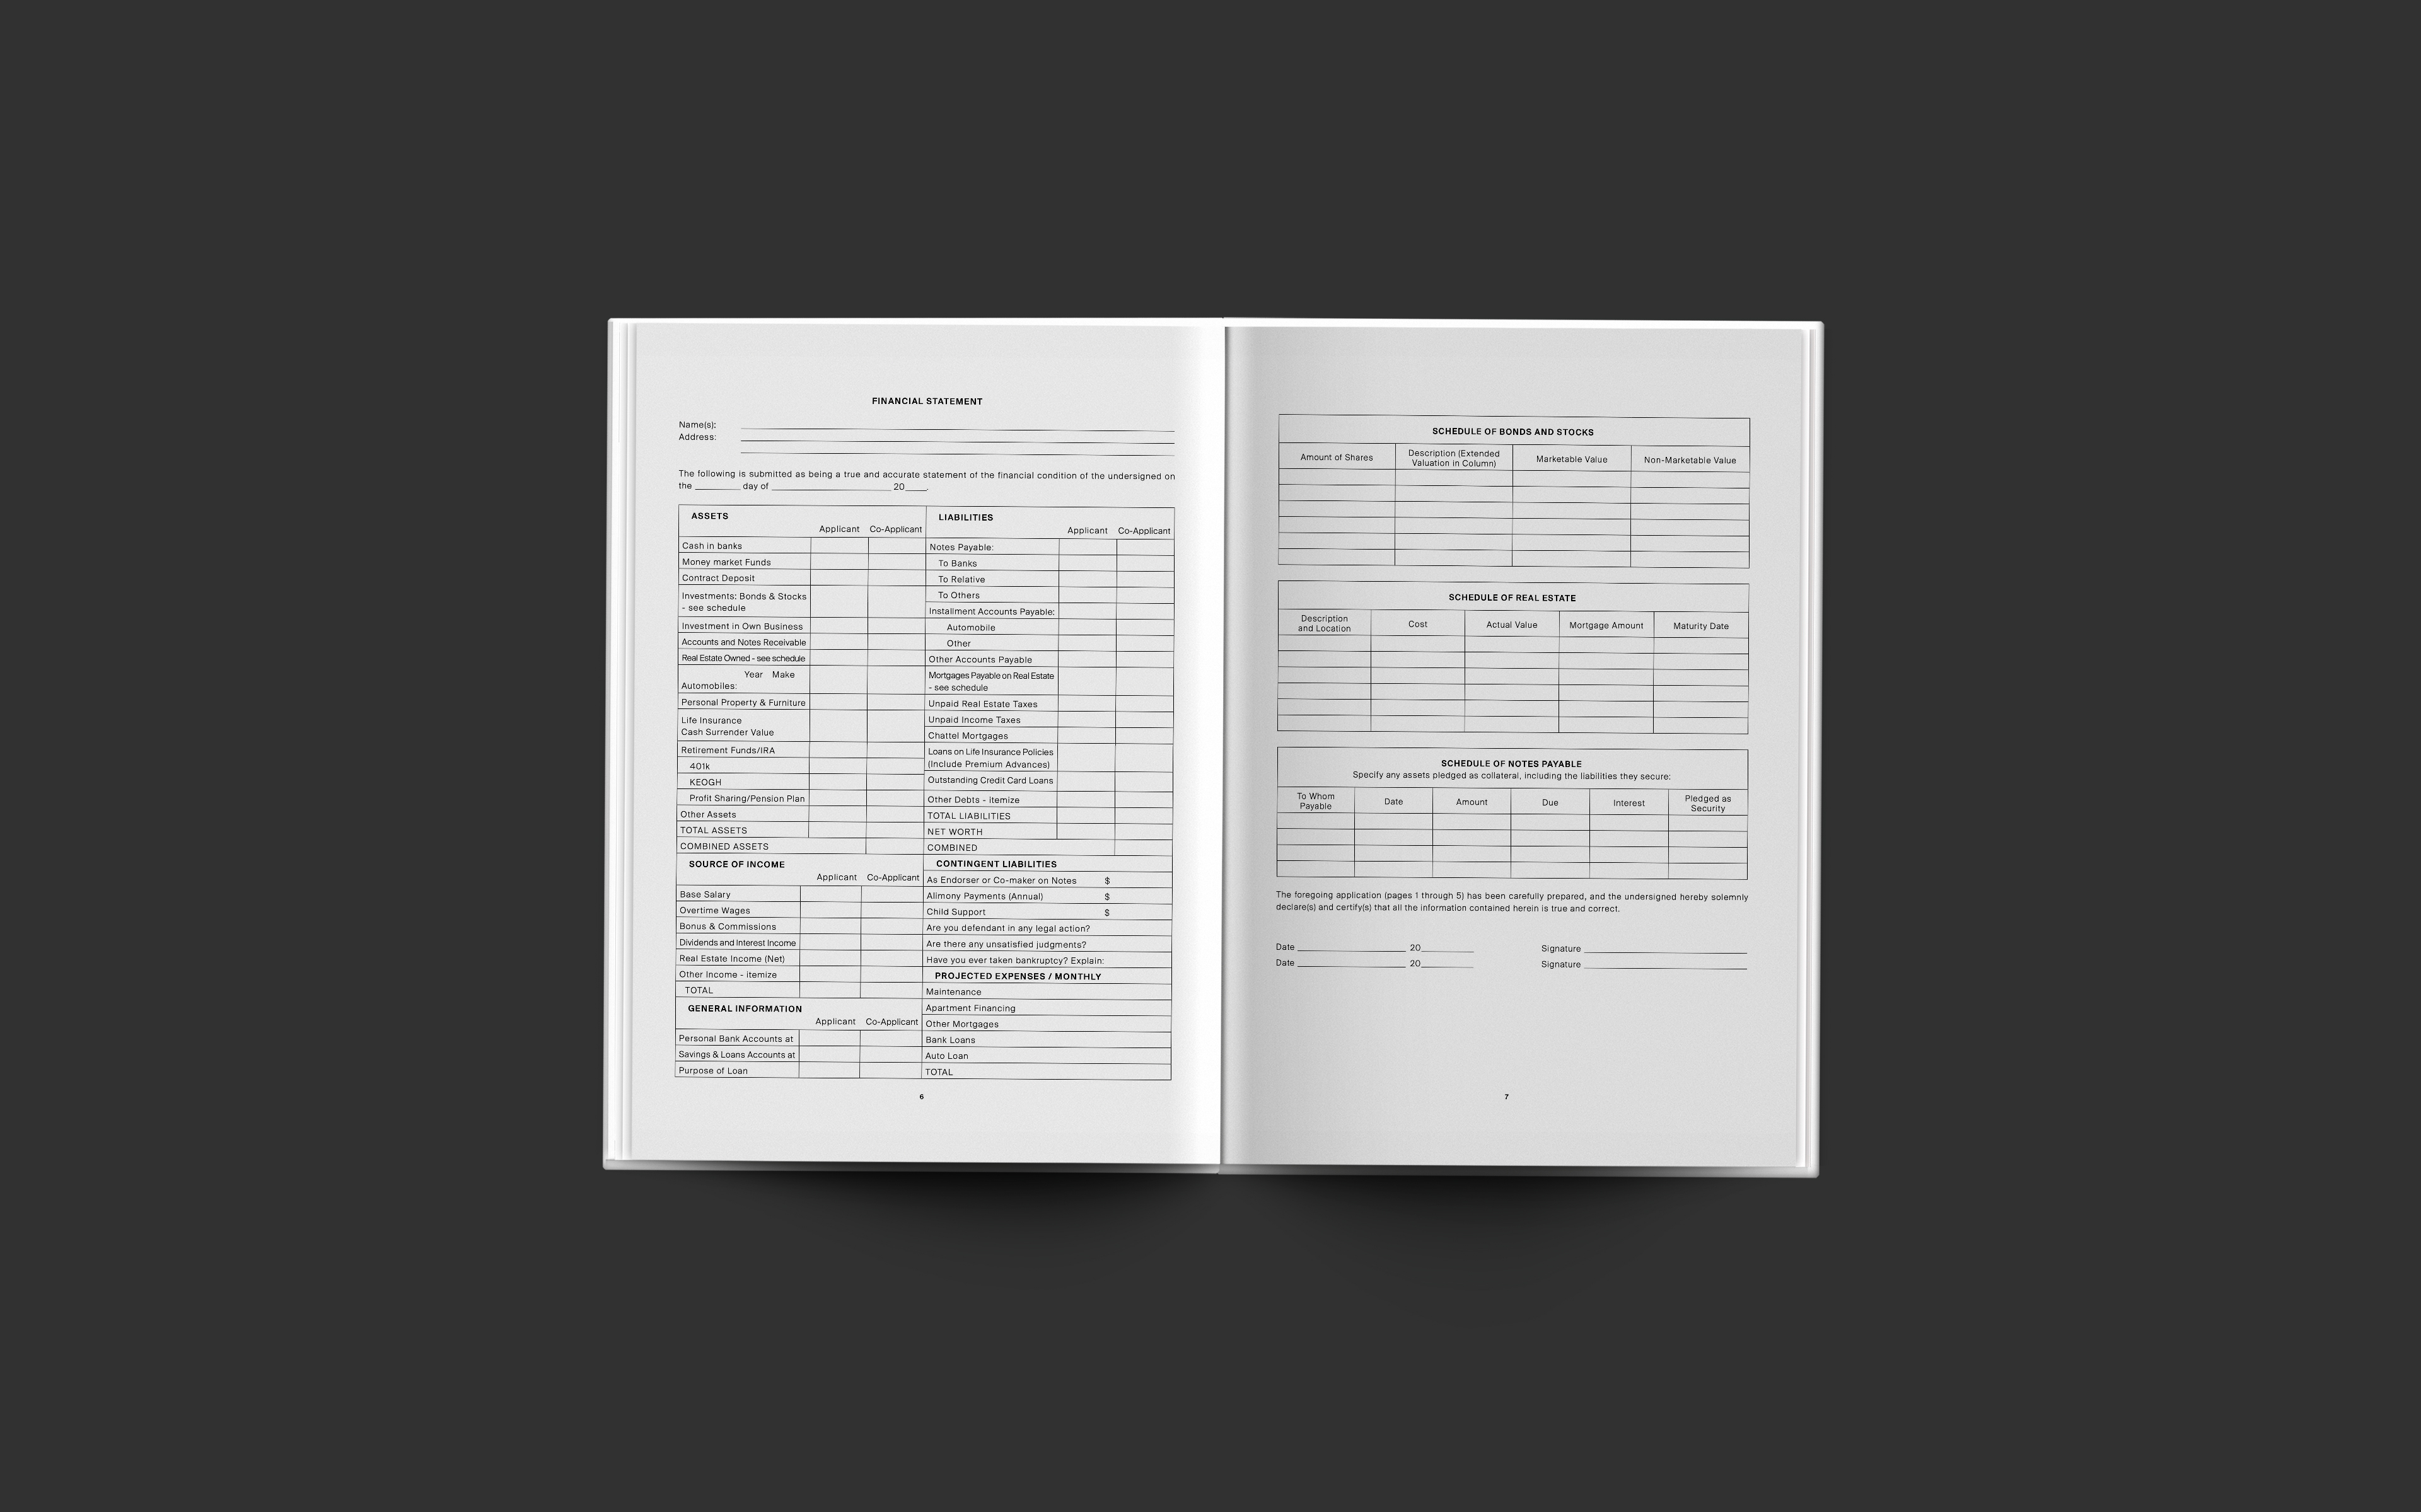 FINANCIAL STATEMENT
Name(s):
Address:
The following is submitted as being a true and accurate statement of the financial condition of the undersigned on
the ________ day of ____________________ 20____.
ASSETS
Applicant Co-Applicant
Cash in banks
Money market Funds
Contract Deposit
Investments: Bonds & Stocks
- see schedule
Investment in Own Business
Accounts and Notes Receivable
Real Estate Owned - see schedule
Year Make
Automobiles:
Personal Property & Furniture
Life Insurance
Cash Surrender Value
Retirement Funds/IRA
401k
KEOGH
Profit Sharing/Pension Plan
Other Assets
TOTAL ASSETS
COMBINED ASSETS
SOURCE OF INCOME
Applicant Co-Applicant
Base Salary
Overtime Wages
Bonus & Commissions
Dividends and Interest Income
Real Estate Income (Net)
Other Income - itemize
TOTAL
GENERAL INFORMATION
Applicant Co-Applicant
Personal Bank Accounts at
Savings & Loans Accounts at
Purpose of Loan
LIABILITIES
Applicant Co-Applicant
Notes Payable:
To Banks
To Relative
To Others
Installment Accounts Payable:
Automobile
Other
Other Accounts Payable
Mortgages Payable on Real Estate
- see schedule
Unpaid Real Estate Taxes
Unpaid Income Taxes
Chattel Mortgages
Loans on Life Insurance Policies
(Include Premium Advances)
Outstanding Credit Card Loans
Other Debts - itemize
TOTAL LIABILITIES
NET WORTH
COMBINED
CONTINGENT LIABILITIES
As Endorser or Co-maker on Notes $
Alimony Payments (Annual) $
Child Support $
Are you defendant in any legal action?
Are there any unsatisfied judgments?
Have you ever taken bankruptcy? Explain:
PROJECTED EXPENSES / MONTHLY
Maintenance
Apartment Financing
Other Mortgages
Bank Loans
Auto Loan
TOTAL
6
SCHEDULE OF BONDS AND STOCKS
Amount of Shares
Description (Extended
Valuation in Column)
Marketable Value
Non-Marketable Value
SCHEDULE OF REAL ESTATE
Description
and Location
Cost
Actual Value
Mortgage Amount
Maturity Date
SCHEDULE OF NOTES PAYABLE
Specify any assets pledged as collateral, including the liabilities they secure:
To Whom
Payable
Date
Amount
Due
Interest
Pledged as
Security
The foregoing application (pages 1 through 5) has been carefully prepared, and the undersigned hereby solemnly
declare(s) and certify(s) that all the information contained herein is true and correct.
Date ____________________ 20__________ Signature ____________________
Date ____________________ 20__________ Signature ____________________
7